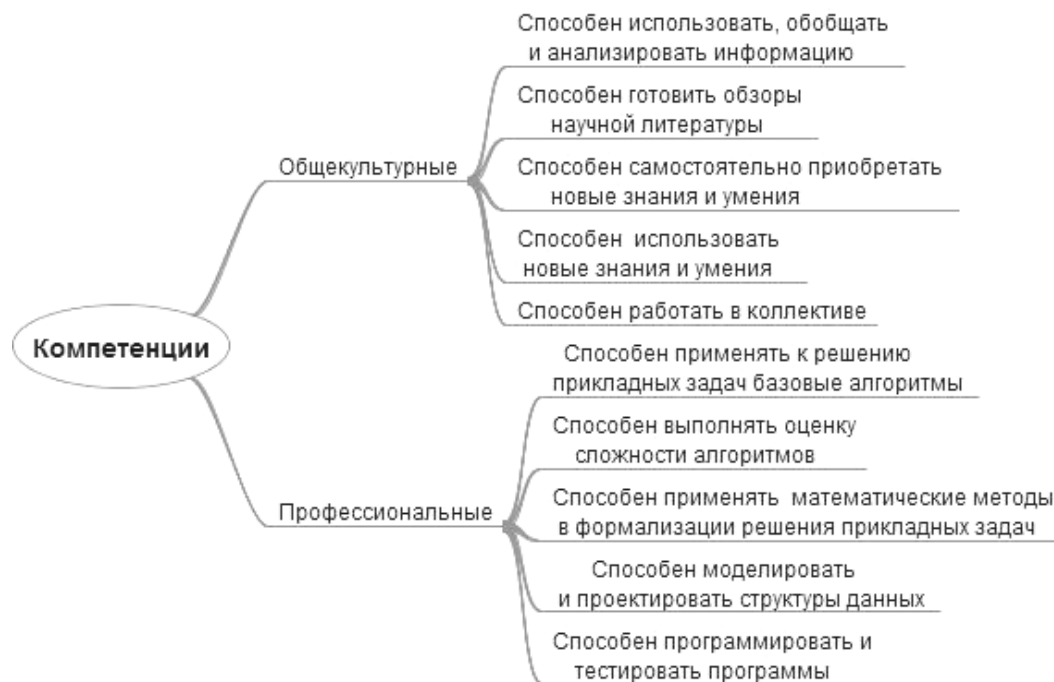 Компетенции
Общекультурные
Способен использовать, обобщать
и анализировать информацию
Способен готовить обзоры
научной литературы
Способен самостоятельно приобретать
новые знания и умения
Способен использовать
новые знания и умения
Способен работать в коллективе
Профессиональные
Способен применять к решению
прикладных задач базовые алгоритмы
Способен выполнять оценку
сложности алгоритмов
Способен применять математические методы
в формализации решения прикладных задач
Способен моделировать
и проектировать структуры данных
Способен программировать и
тестировать программы